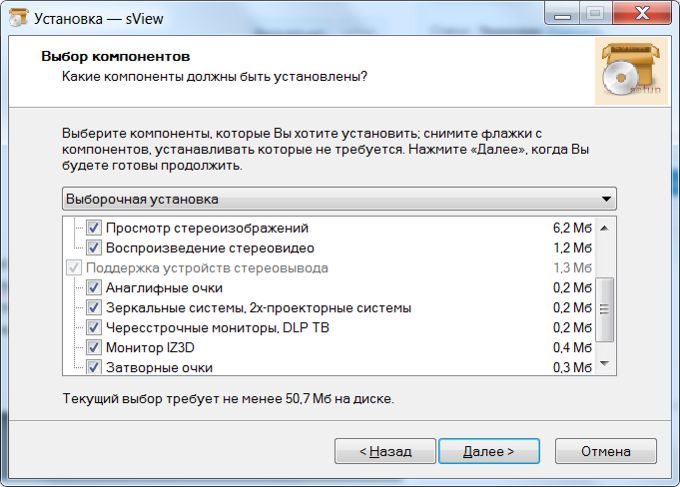 Установка — sView
Выбор компонентов
Какие компоненты должны быть установлены?
setup
Выберите компоненты, которые Вы хотите установить; снимите флажки с
компонентов, устанавливать которые не требуется. Нажмите «Далее», когда Вы
будете готовы продолжить.
Выборочная установка
Просмотр стереоизображений 6,2 Мб
Воспроизведение стереовидео 1,2 Мб
Поддержка устройств стереовывода 1,3 Мб
Анаглифные очки 0,2 Мб
Зеркальные системы, 2х-проекторные системы 0,2 Мб
Чересстрочные мониторы, DLP ТВ 0,2 Мб
Монитор IZ3D 0,4 Мб
Затворные очки 0,3 Мб
Текущий выбор требует не менее 50,7 Мб на диске.
< Назад Далее > Отмена